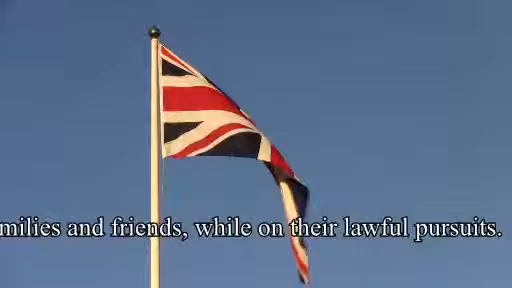 milies and friends, while on their lawful pursuits.